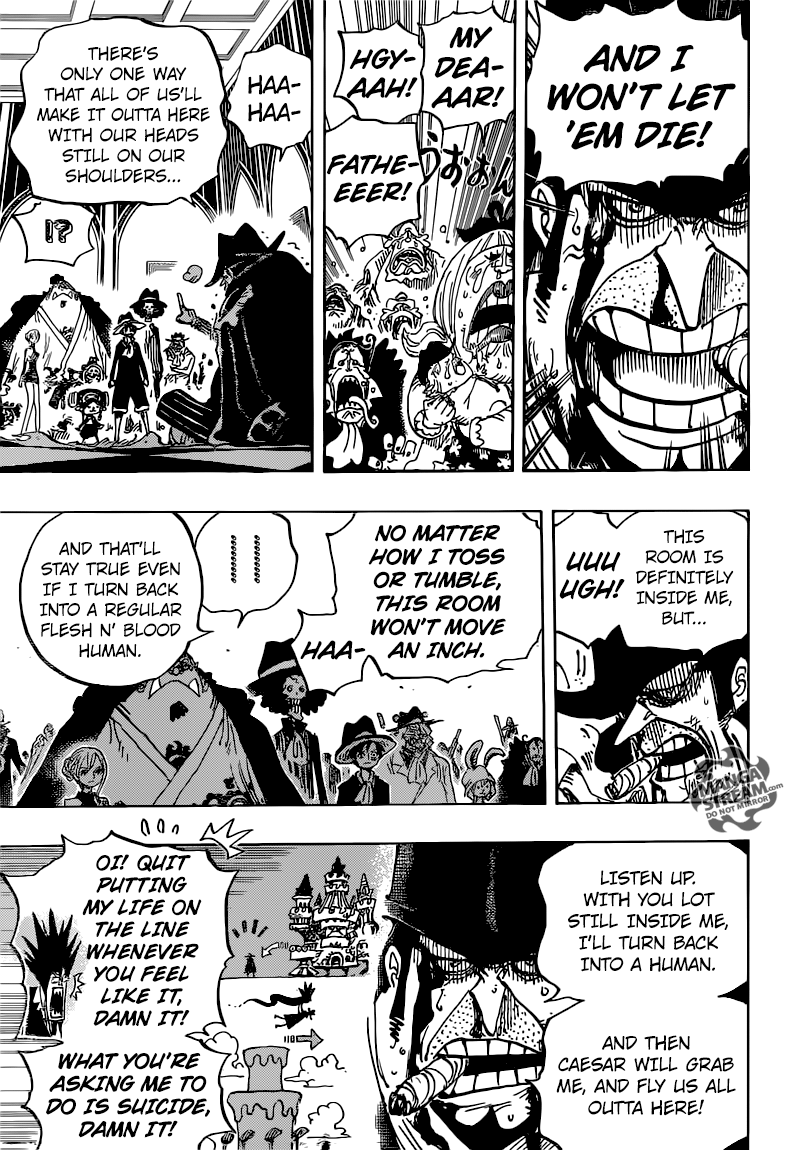 AND I
WON'T LET
'EM DIE!
MY
DEA-
AAR!
HGY-
AAH!
FATHE-
EEER!
うおおおん
HAA-
HAA-
THERE'S
ONLY ONE WAY
THAT ALL OF US'LL
MAKE IT OUTTA HERE
WITH OUR HEADS
STILL ON OUR
SHOULDERS...
!?
THIS
ROOM IS
DEFINITELY
INSIDE ME,
BUT...
UUU
UGH!
NO MATTER
HOW I TOSS
OR TUMBLE,
THIS ROOM
WON'T MOVE
AN INCH.
HAA-
AND THAT'LL
STAY TRUE EVEN
IF I TURN BACK
INTO A REGULAR
FLESH N' BLOOD
HUMAN.
MANGA
STREAM.com
DO NOT MIRROR
LISTEN UP.
WITH YOU LOT
STILL INSIDE ME,
I'LL TURN BACK
INTO A HUMAN.
AND THEN
CAESAR WILL GRAB
ME, AND FLY US ALL
OUTTA HERE!
OI! QUIT
PUTTING
MY LIFE ON
THE LINE
WHENEVER
YOU FEEL
LIKE IT,
DAMN IT!
WHAT YOU'RE
ASKING ME TO
DO IS SUICIDE,
DAMN IT!